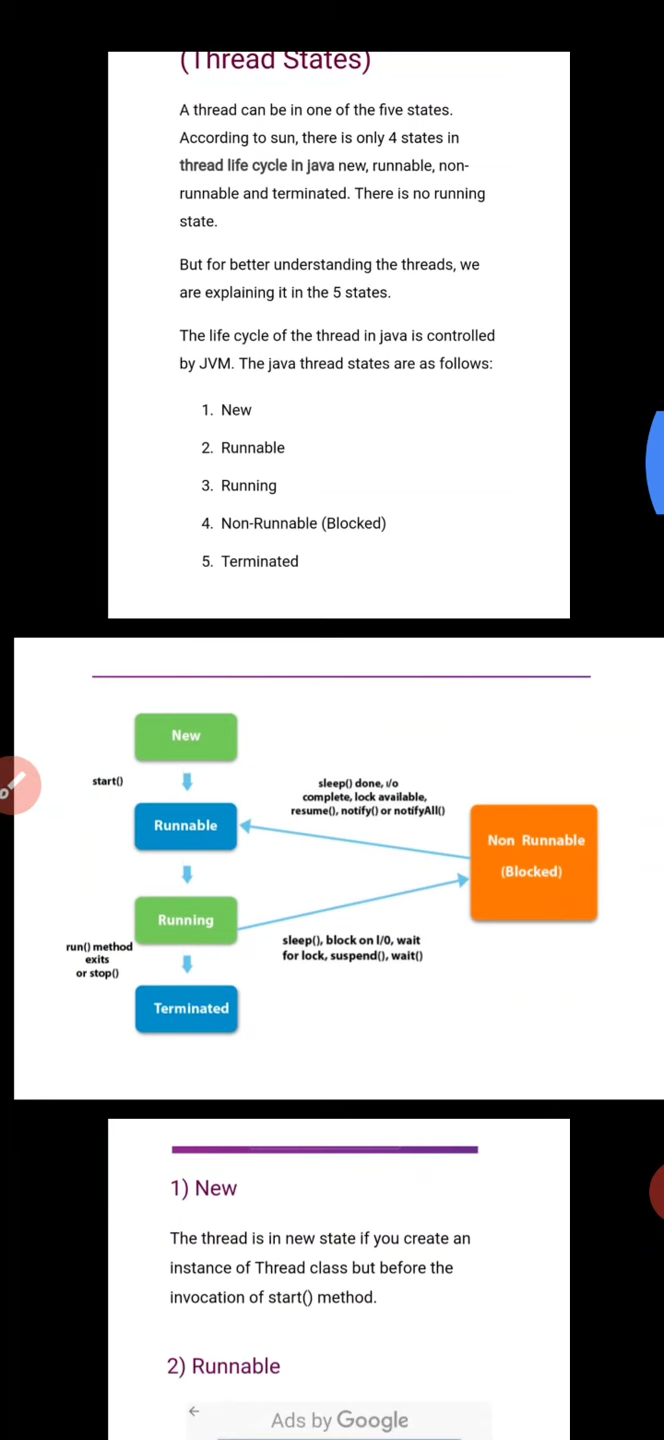 (Thread States)
A thread can be in one of the five states.
According to sun, there is only 4 states in
thread life cycle in java new, runnable, non-
runnable and terminated. There is no running
state.
But for better understanding the threads, we
are explaining it in the 5 states.
The life cycle of the thread in java is controlled
by JVM. The java thread states are as follows:
1. New
2. Runnable
3. Running
4. Non-Runnable (Blocked)
5. Terminated
New
start()
sleep() done, i/o
complete, lock available,
resume(), notify() or notifyAll()
Runnable
Non Runnable
(Blocked)
Running
run() method
exits
or stop()
sleep(), block on I/0, wait
for lock, suspend(), wait()
Terminated
1) New
The thread is in new state if you create an
instance of Thread class but before the
invocation of start() method.
2) Runnable
Ads by Google